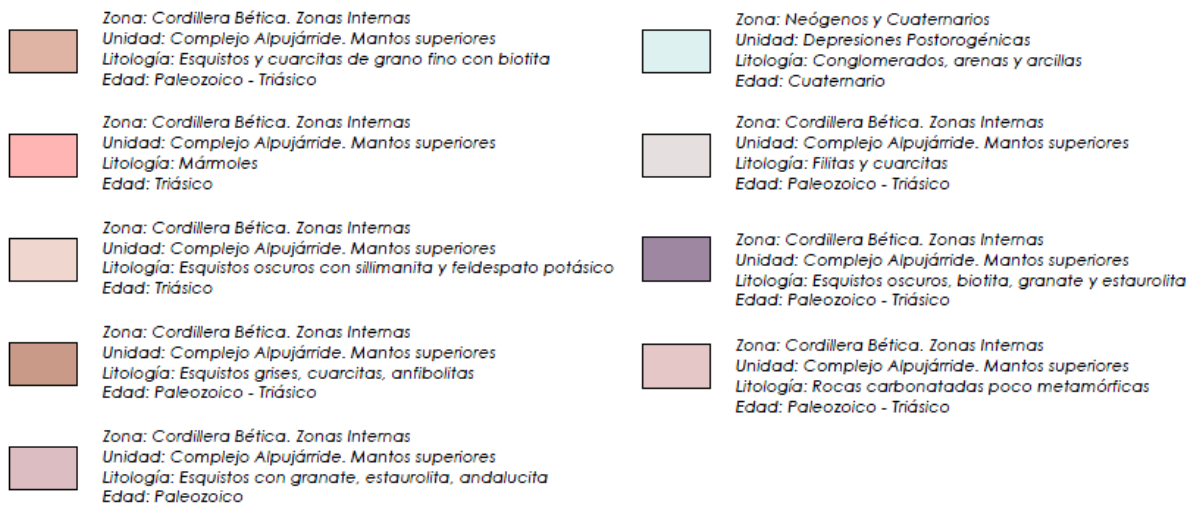 Zona: Cordillera Bética. Zonas Internas
Unidad: Complejo Alpujárride. Mantos superiores
Litología: Esquistos y cuarcitas de grano fino con biotita
Edad: Paleozoico - Triásico
Zona: Cordillera Bética. Zonas Internas
Unidad: Complejo Alpujárride. Mantos superiores
Litología: Mármoles
Edad: Triásico
Zona: Cordillera Bética. Zonas Internas
Unidad: Complejo Alpujárride. Mantos superiores
Litología: Esquistos oscuros con sillimanita y feldespato potásico
Edad: Triásico
Zona: Cordillera Bética. Zonas Internas
Unidad: Complejo Alpujárride. Mantos superiores
Litología: Esquistos grises, cuarcitas, anfibolitas
Edad: Paleozoico - Triásico
Zona: Cordillera Bética. Zonas Internas
Unidad: Complejo Alpujárride. Mantos superiores
Litología: Esquistos con granate, estaurolita, andalucita
Edad: Paleozoico
Zona: Neógenos y Cuaternarios
Unidad: Depresiones Postorogénicas
Litología: Conglomerados, arenas y arcillas
Edad: Cuaternario
Zona: Cordillera Bética. Zonas Internas
Unidad: Complejo Alpujárride. Mantos superiores
Litología: Filitas y cuarcitas
Edad: Paleozoico - Triásico
Zona: Cordillera Bética. Zonas Internas
Unidad: Complejo Alpujárride. Mantos superiores
Litología: Esquistos oscuros, biotita, granate y estaurolita
Edad: Paleozoico - Triásico
Zona: Cordillera Bética. Zonas Internas
Unidad: Complejo Alpujárride. Mantos superiores
Litología: Rocas carbonatadas poco metamórficas
Edad: Paleozoico - Triásico